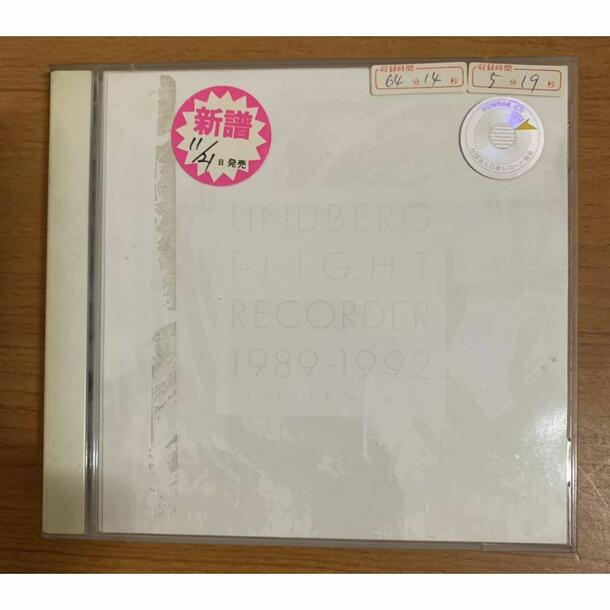 収録時間
64分14秒
収録時間
5分19秒
新譜
11/21日発売
LINDBERG
FLIGHT
RECORDER
1989-1992